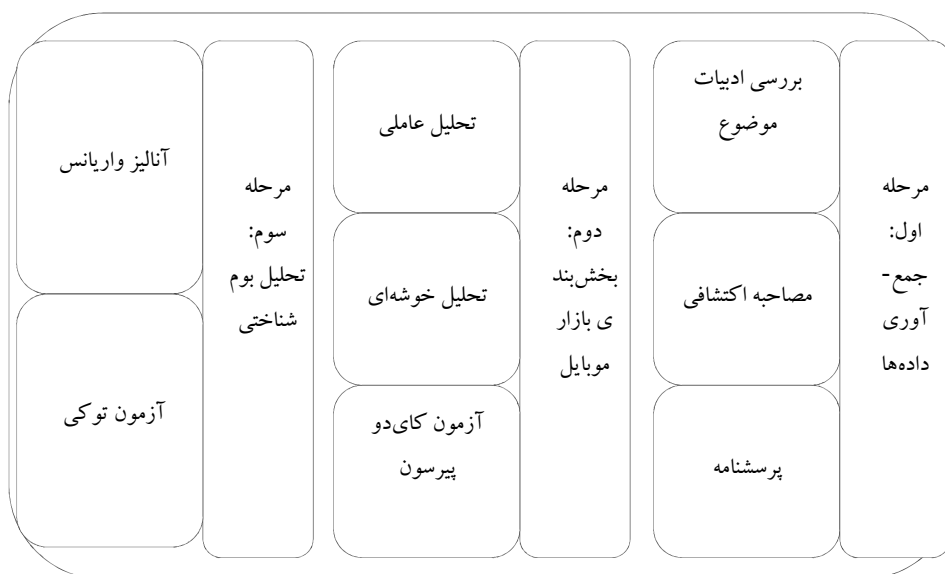 مرحله
اول:
جمع-
آوری
داده‌ها
بررسی ادبیات
موضوع
مصاحبه اکتشافی
پرسشنامه
مرحله
دوم:
بخش‌بند
ی بازار
موبایل
تحلیل عاملی
تحلیل خوشه‌ای
آزمون کای‌دو
پیرسون
مرحله
سوم:
تحلیل بوم
شناختی
آنالیز واریانس
آزمون توکی